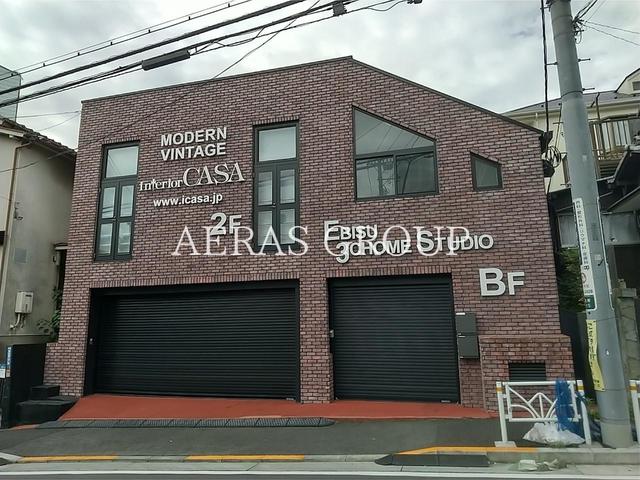 MODERN
VINTAGE
Interior CASA
www.icasa.jp
2F
EBISU
3CHOME STUDIO
BF
AERAS GROUP